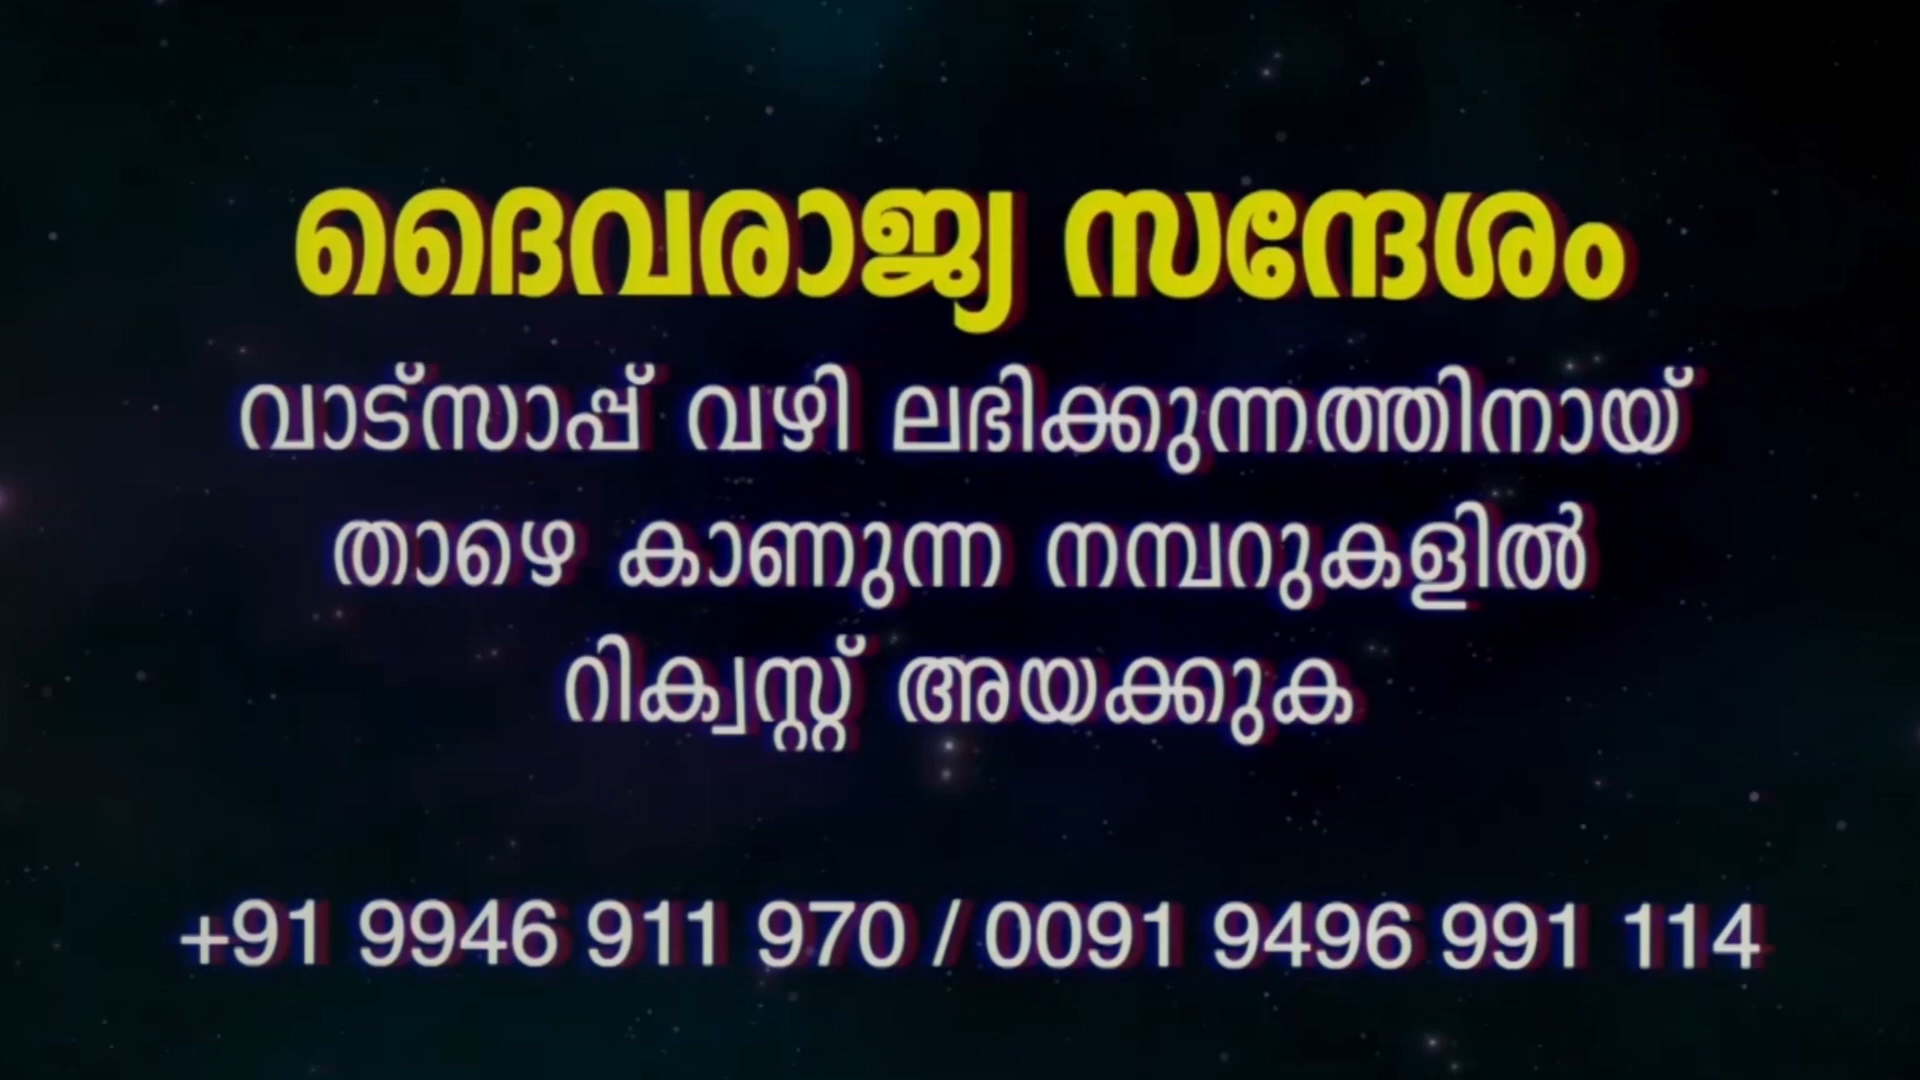 ദൈവരാജ്യ സന്ദേശം
വാട്സാപ്പ് വഴി ലഭിക്കുന്നത്തിനായ്
താഴെ കാണുന്ന നമ്പറുകളിൽ
റിക്വസ്റ്റ് അയക്കുക
+91 9946 911 970 / 0091 9496 991 114